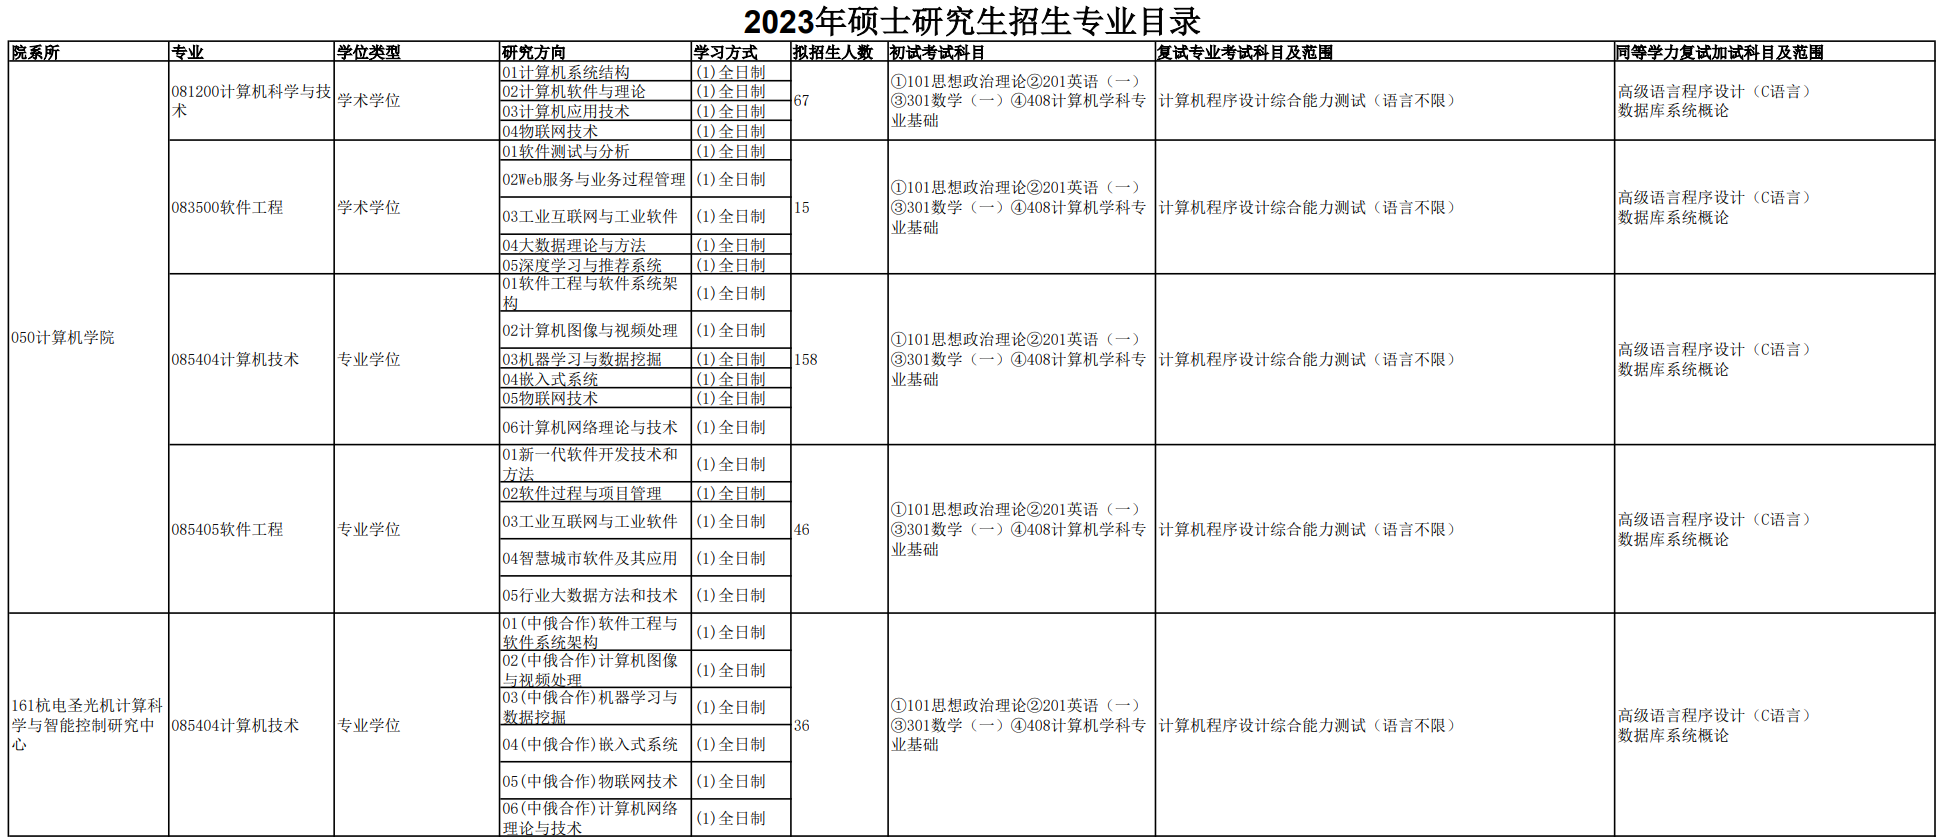 2023年硕士研究生招生专业目录
院系所 专业 学位类型 研究方向 学习方式 拟招生人数 初试考试科目 复试专业考试科目及范围 同等学力复试加试科目及范围
050计算机学院
081200计算机科学与技
术
学术学位
01计算机系统结构 (1)全日制
02计算机软件与理论 (1)全日制
03计算机应用技术 (1)全日制
04物联网技术 (1)全日制
67
①101思想政治理论②201英语（一）
③301数学（一）④408计算机学科专
业基础
计算机程序设计综合能力测试（语言不限）
高级语言程序设计（C语言）
数据库系统概论
083500软件工程
学术学位
01软件测试与分析 (1)全日制
02Web服务与业务过程管理 (1)全日制
03工业互联网与工业软件 (1)全日制
04大数据理论与方法 (1)全日制
05深度学习与推荐系统 (1)全日制
15
①101思想政治理论②201英语（一）
③301数学（一）④408计算机学科专
业基础
计算机程序设计综合能力测试（语言不限）
高级语言程序设计（C语言）
数据库系统概论
085404计算机技术
专业学位
01软件工程与软件系统架
构
(1)全日制
02计算机图像与视频处理 (1)全日制
03机器学习与数据挖掘 (1)全日制
04嵌入式系统 (1)全日制
05物联网技术 (1)全日制
06计算机网络理论与技术 (1)全日制
158
①101思想政治理论②201英语（一）
③301数学（一）④408计算机学科专
业基础
计算机程序设计综合能力测试（语言不限）
高级语言程序设计（C语言）
数据库系统概论
085405软件工程
专业学位
01新一代软件开发技术和
方法
(1)全日制
02软件过程与项目管理 (1)全日制
03工业互联网与工业软件 (1)全日制
04智慧城市软件及其应用 (1)全日制
05行业大数据方法和技术 (1)全日制
46
①101思想政治理论②201英语（一）
③301数学（一）④408计算机学科专
业基础
计算机程序设计综合能力测试（语言不限）
高级语言程序设计（C语言）
数据库系统概论
161杭电圣光机计算科
学与智能控制研究中
心
085404计算机技术
专业学位
01(中俄合作)软件工程与
软件系统架构
(1)全日制
02(中俄合作)计算机图像
与视频处理
(1)全日制
03(中俄合作)机器学习与
数据挖掘
(1)全日制
04(中俄合作)嵌入式系统 (1)全日制
05(中俄合作)物联网技术 (1)全日制
06(中俄合作)计算机网络
理论与技术
(1)全日制
36
①101思想政治理论②201英语（一）
③301数学（一）④408计算机学科专
业基础
计算机程序设计综合能力测试（语言不限）
高级语言程序设计（C语言）
数据库系统概论